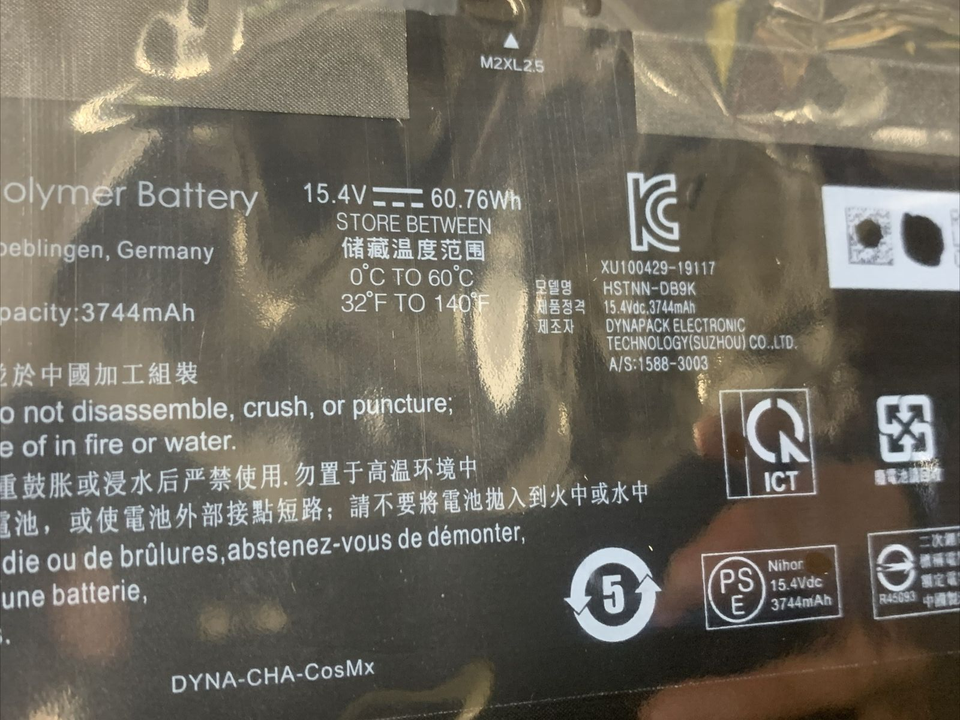 M2XL2.5
olymer Battery
15.4V 60.76Wh
STORE BETWEEN
储藏温度范围
0°C TO 60°C
32°F TO 140°F
oeblingen, Germany
pacity:3744mAh
XU100429-19117
모델명 HSTNN-DB9K
제품정격 15.4Vdc,3744mAh
제조자 DYNAPACK ELECTRONIC
TECHNOLOGY(SUZHOU) CO.,LTD.
A/S:1588-3003
並於中國加工組裝
o not disassemble, crush, or puncture;
e of in fire or water.
重鼓胀或浸水后严禁使用.勿置于高温环境中
電池，或使電池外部接點短路；請不要將電池拋入到火中或水中
die ou de brûlures,abstenez-vous de démonter,
une batterie,
s.
ICT
5
PS
E
Nihon
15.4Vdc
3744mAh
R45093
二次鋰
DYNA-CHA-CosMx